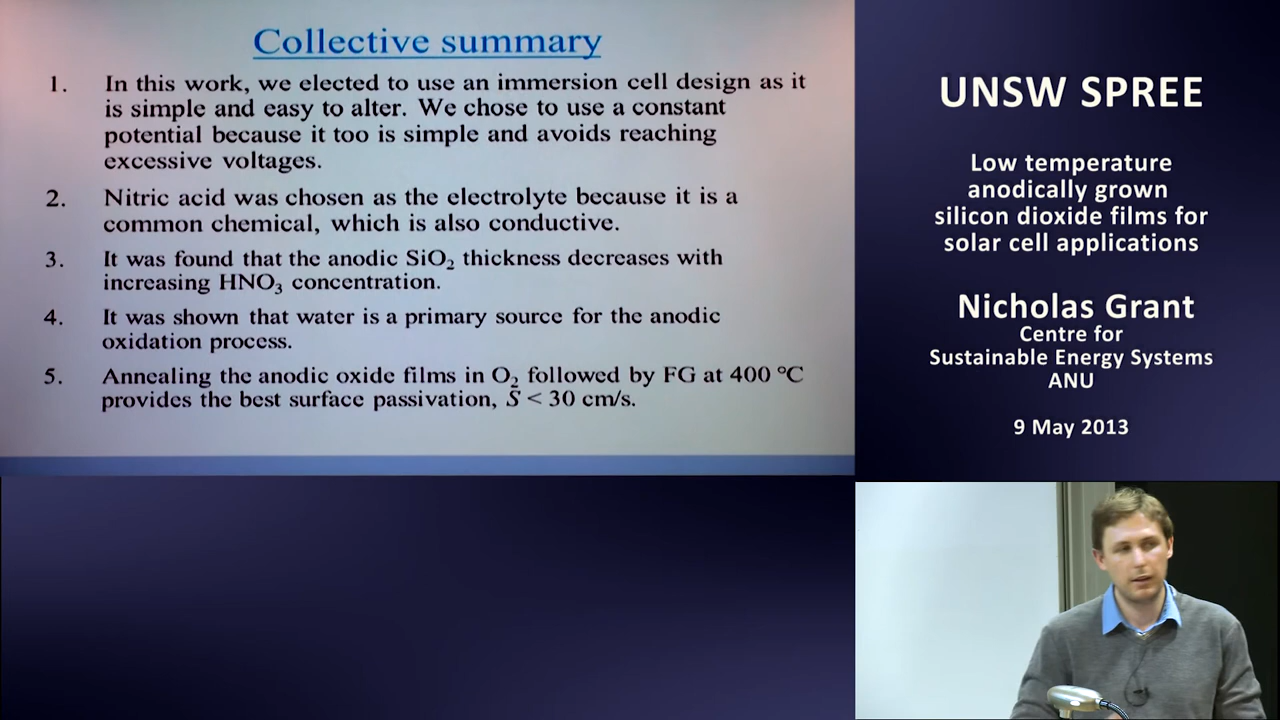 Collective summary
1. In this work, we elected to use an immersion cell design as it
is simple and easy to alter. We chose to use a constant
potential because it too is simple and avoids reaching
excessive voltages.
2. Nitric acid was chosen as the electrolyte because it is a
common chemical, which is also conductive.
3. It was found that the anodic SiO₂ thickness decreases with
increasing HNO₃ concentration.
4. It was shown that water is a primary source for the anodic
oxidation process.
5. Annealing the anodic oxide films in O₂ followed by FG at 400 °C
provides the best surface passivation, S < 30 cm/s.
UNSW SPREE
Low temperature
anodically grown
silicon dioxide films for
solar cell applications
Nicholas Grant
Centre for
Sustainable Energy Systems
ANU
9 May 2013